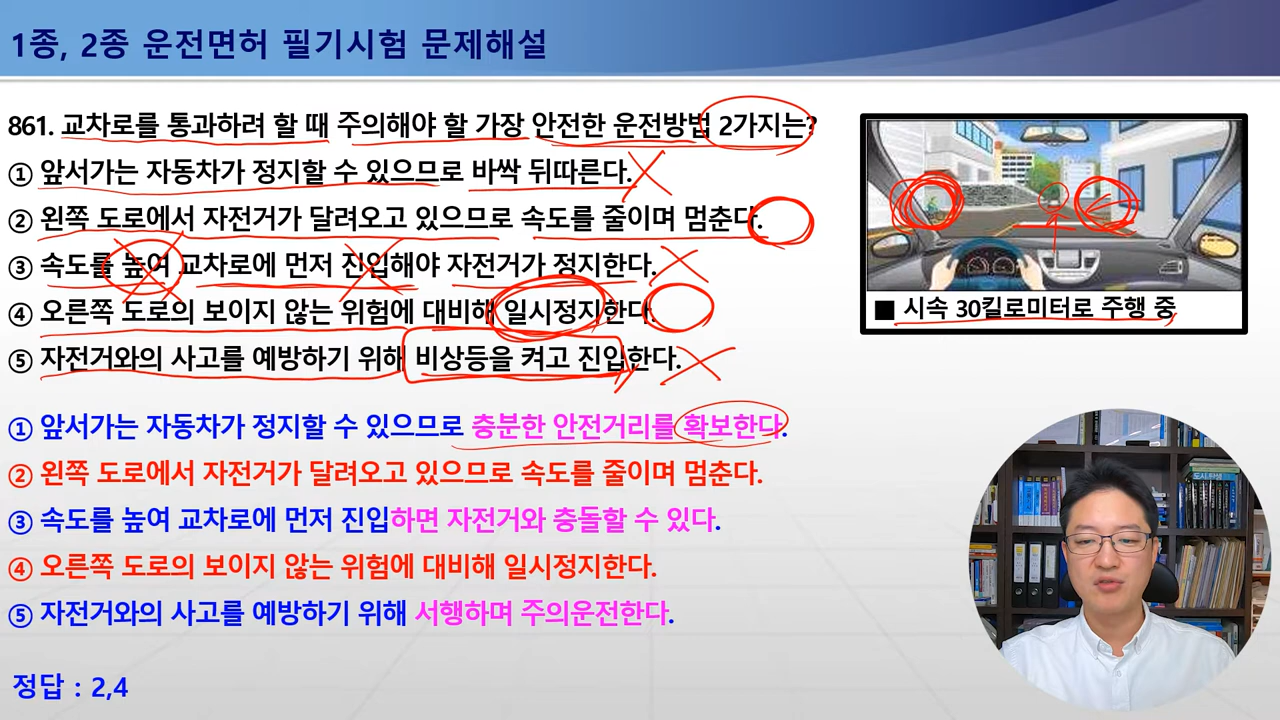 1종, 2종 운전면허 필기시험 문제해설
861. 교차로를 통과하려 할 때 주의해야 할 가장 안전한 운전방법 2가지는?
① 앞서가는 자동차가 정지할 수 있으므로 바싹 뒤따른다.
② 왼쪽 도로에서 자전거가 달려오고 있으므로 속도를 줄이며 멈춘다.
③ 속도를 높여 교차로에 먼저 진입해야 자전거가 정지한다.
④ 오른쪽 도로의 보이지 않는 위험에 대비해 일시정지한다.
⑤ 자전거와의 사고를 예방하기 위해 비상등을 켜고 진입한다.
■ 시속 30킬로미터로 주행 중
① 앞서가는 자동차가 정지할 수 있으므로 충분한 안전거리를 확보한다.
② 왼쪽 도로에서 자전거가 달려오고 있으므로 속도를 줄이며 멈춘다.
③ 속도를 높여 교차로에 먼저 진입하면 자전거와 충돌할 수 있다.
④ 오른쪽 도로의 보이지 않는 위험에 대비해 일시정지한다.
⑤ 자전거와의 사고를 예방하기 위해 서행하며 주의운전한다.
정답 : 2,4